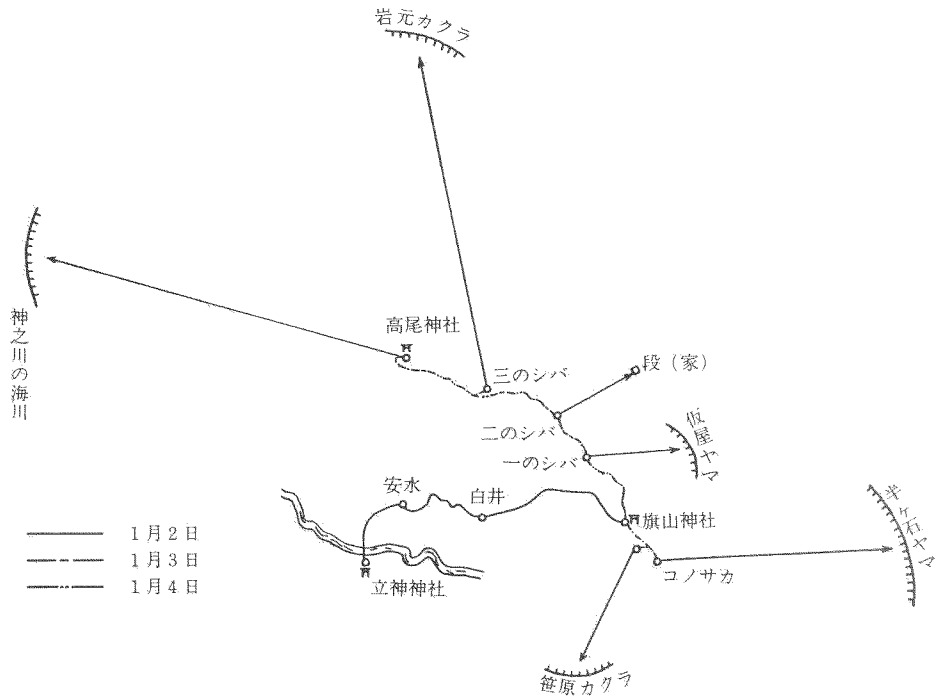 岩元カクラ
神之川の海川
高尾神社
三のシバ
段(家)
二のシバ
仮屋ヤマ
一のシバ
安水
白井
半ヶ石ヤマ
旗山神社
コノサカ
立神神社
笹原カクラ
1月2日
1月3日
1月4日